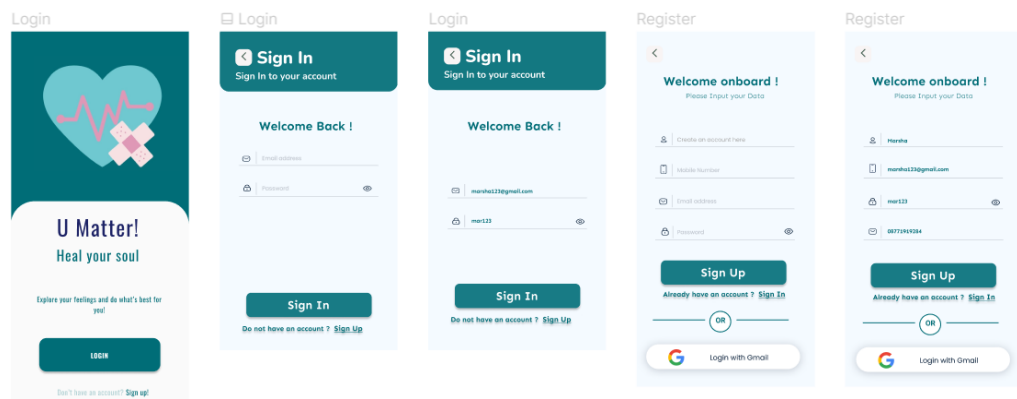 Login
U Matter!
Heal your soul
Explore your feelings and do what's best for
you!
LOGIN
Don't have an account? Sign up!
Login
Sign In
Sign In to your account
Welcome Back !
Email address
Password
Sign In
Do not have an account ? Sign Up
Login
Sign In
Sign In to your account
Welcome Back !
marsha123@gmail.com
mar123
Sign In
Do not have an account ? Sign Up
Register
Welcome onboard !
Please Input your Data
Create an account here
Mobile Number
Email address
Password
Sign Up
Already have an account ? Sign In
OR
Login with Gmail
Register
Welcome onboard !
Please Input your Data
Marsha
marsha123@gmail.com
mar123
08771919284
Sign Up
Already have an account ? Sign In
OR
Login with Gmail